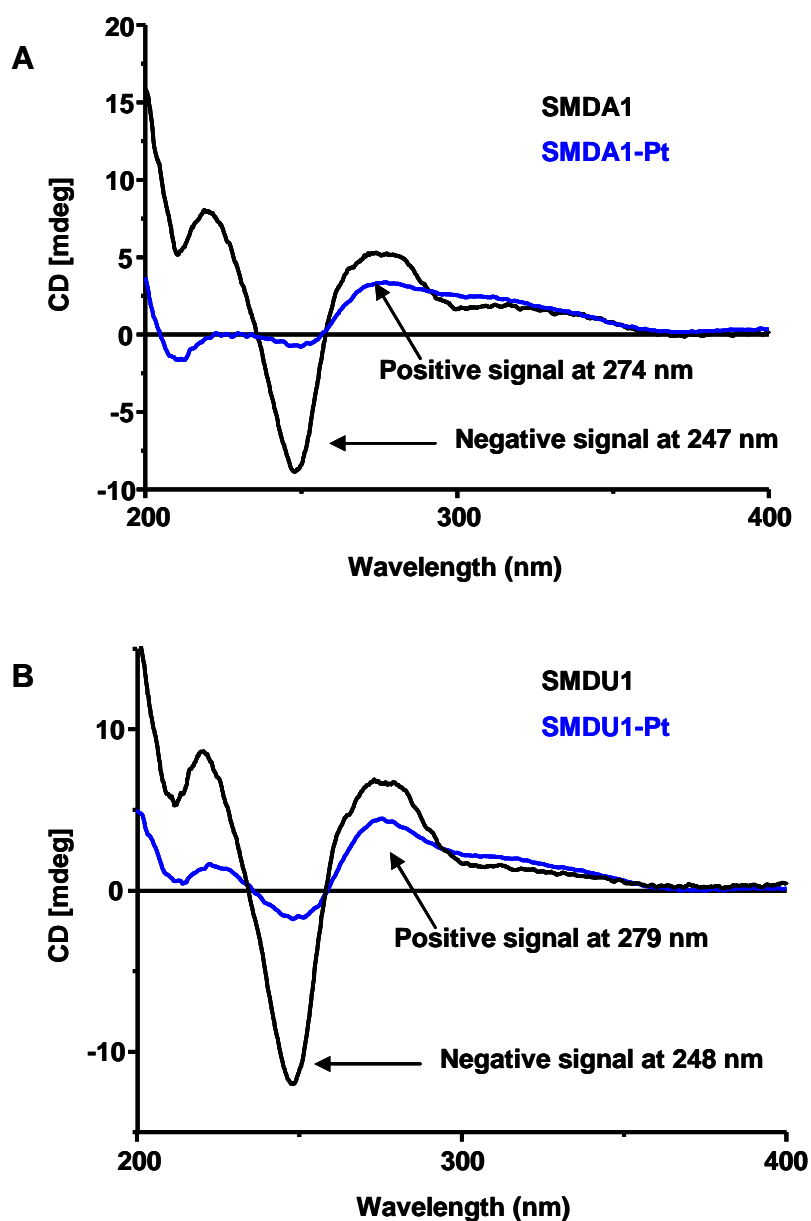 A
20
15
10
5
0
-5
-10
CD [mdeg]
SMDA1
SMDA1-Pt
Positive signal at 274 nm
Negative signal at 247 nm
200
300
400
Wavelength (nm)
B
10
0
-10
CD [mdeg]
SMDU1
SMDU1-Pt
Positive signal at 279 nm
Negative signal at 248 nm
200
300
400
Wavelength (nm)